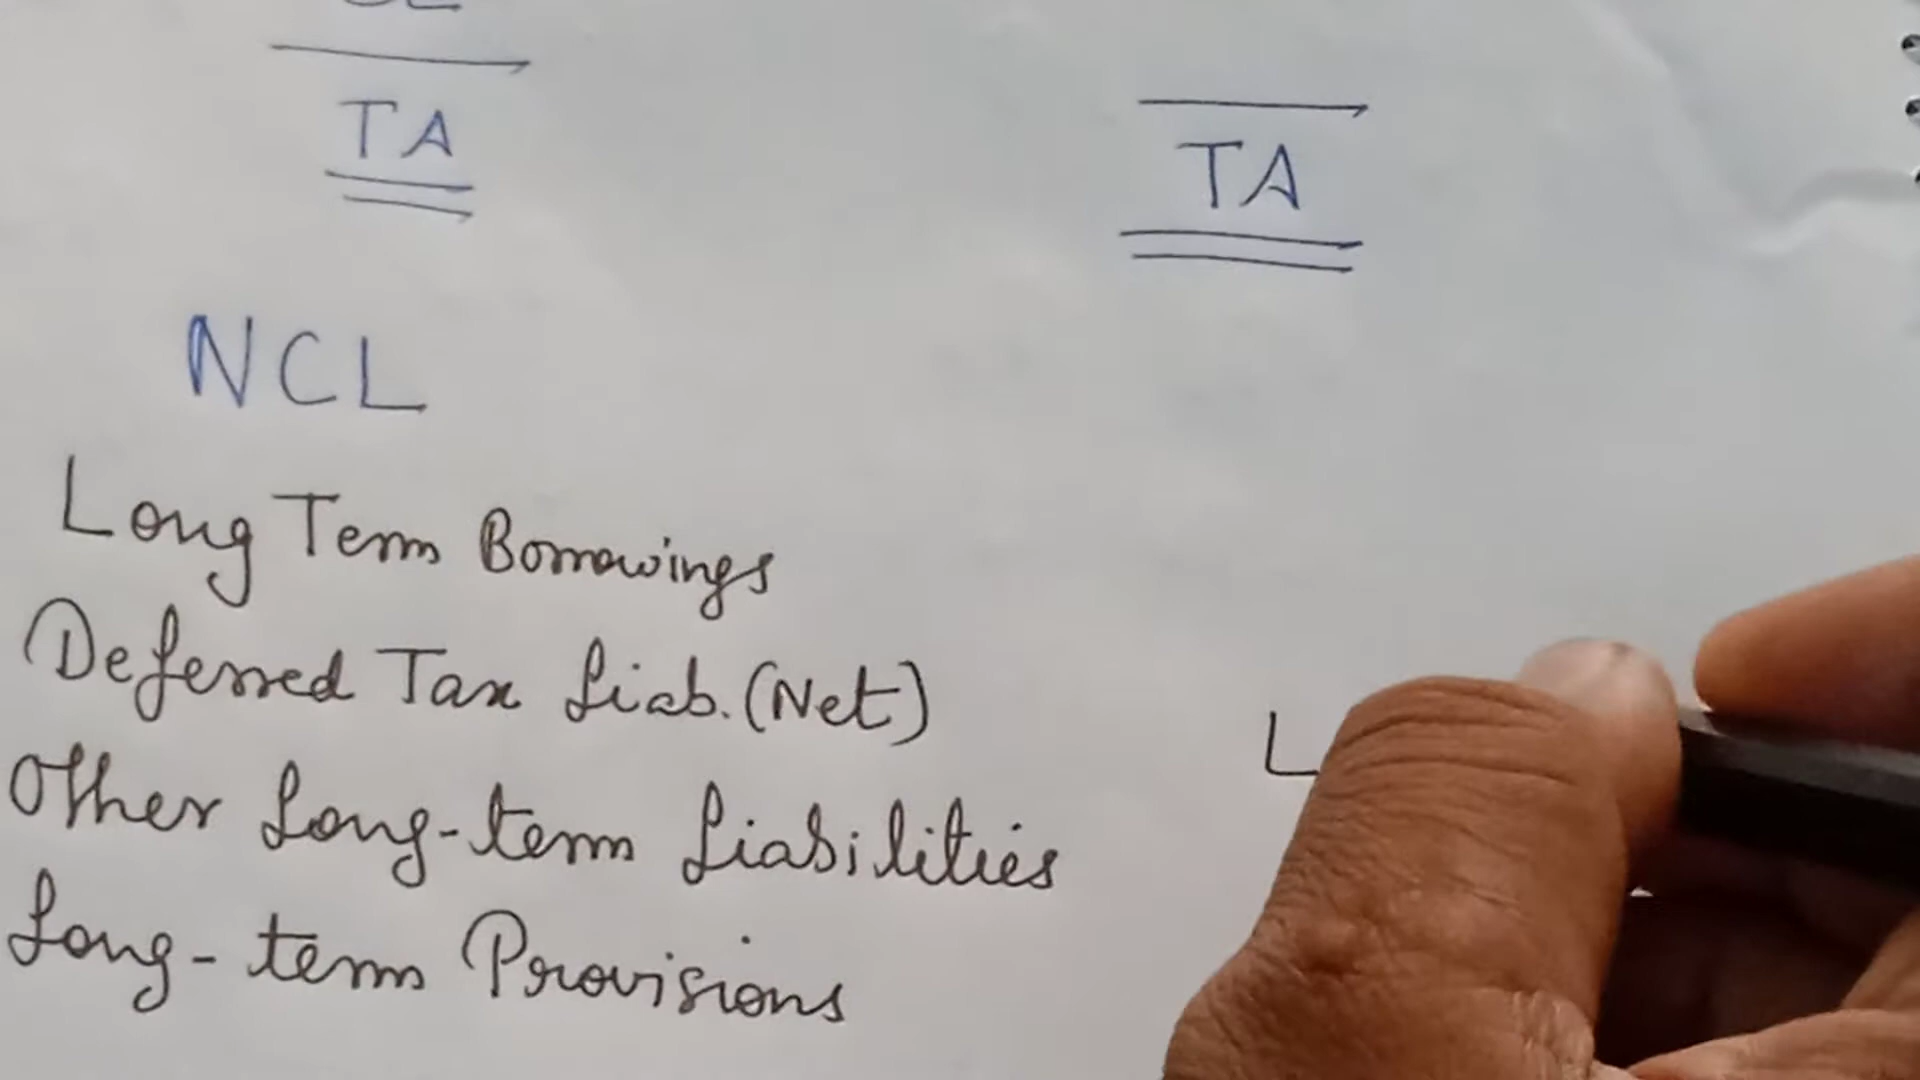 TA
TA
NCL
Long Term Borrowings
Deferred Tax Liab. (Net)
Other Long-term Liabilities
Long-term Provisions
L